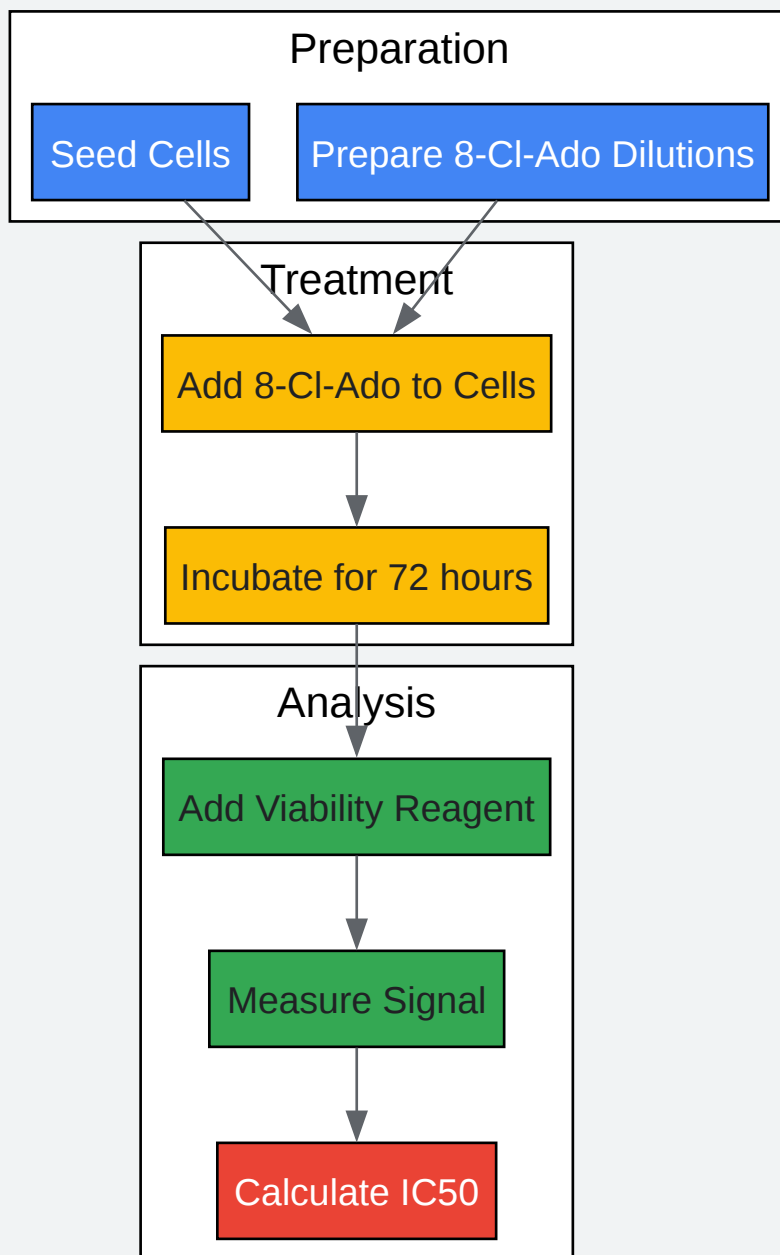 Preparation
Seed Cells
Prepare 8-Cl-Ado Dilutions
Treatment
Add 8-Cl-Ado to Cells
Incubate for 72 hours
Analysis
Add Viability Reagent
Measure Signal
Calculate IC50